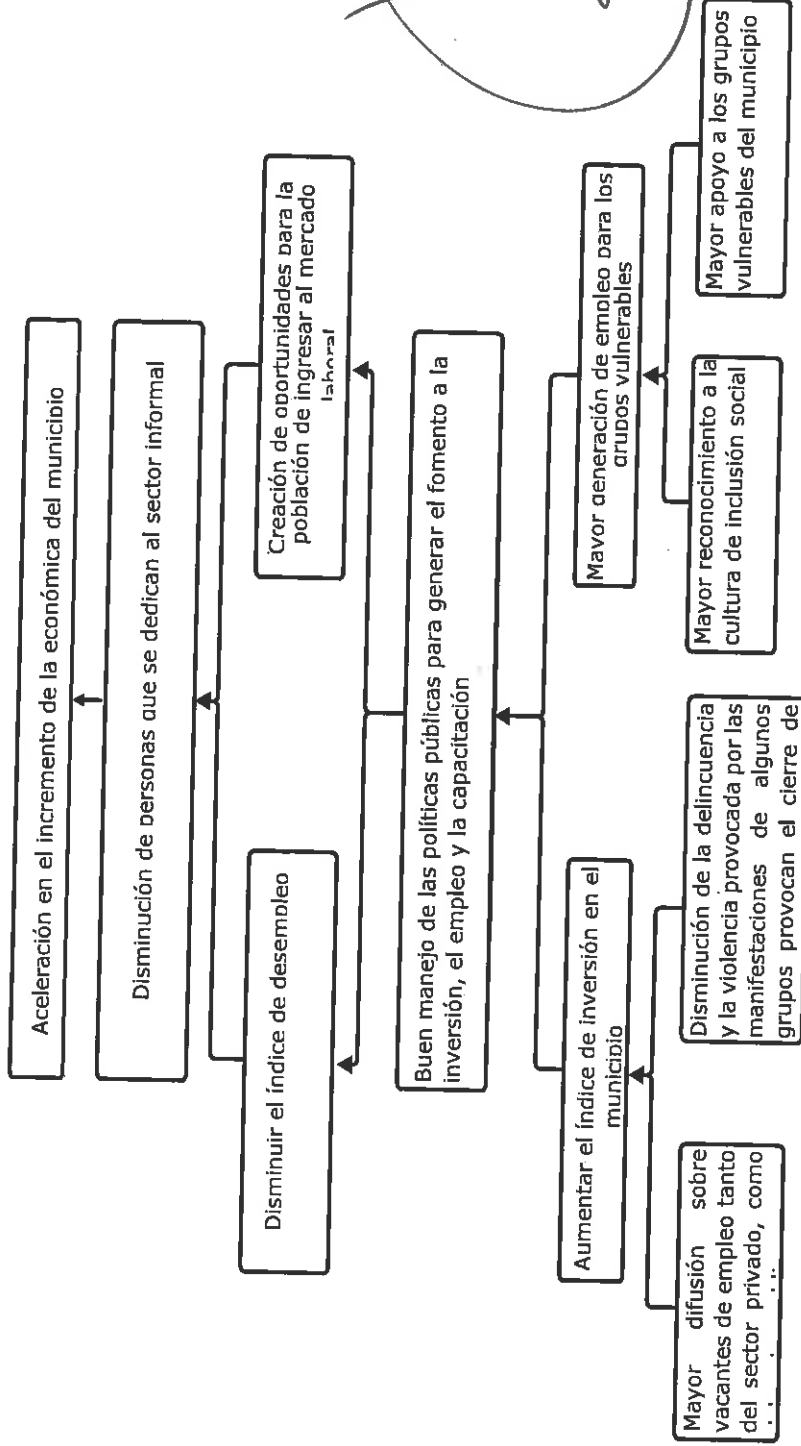 Aceleración en el incremento de la económica del municipio
Disminución de personas que se dedican al sector informal
Disminuir el índice de desempleo
Creación de oportunidades para la
población de ingresar al mercado
laboral
Buen manejo de las políticas públicas para generar el fomento a la
inversión, el empleo y la capacitación
Aumentar el índice de inversión en el
municipio
Mayor generación de empleo para los
grupos vulnerables
Mayor difusión sobre
vacantes de empleo tanto
del sector privado, como
Disminución de la delincuencia
y la violencia provocada por las
manifestaciones de algunos
grupos provocan el cierre de
Mayor reconocimiento a la
cultura de inclusión social
Mayor apoyo a los grupos
vulnerables del municipio